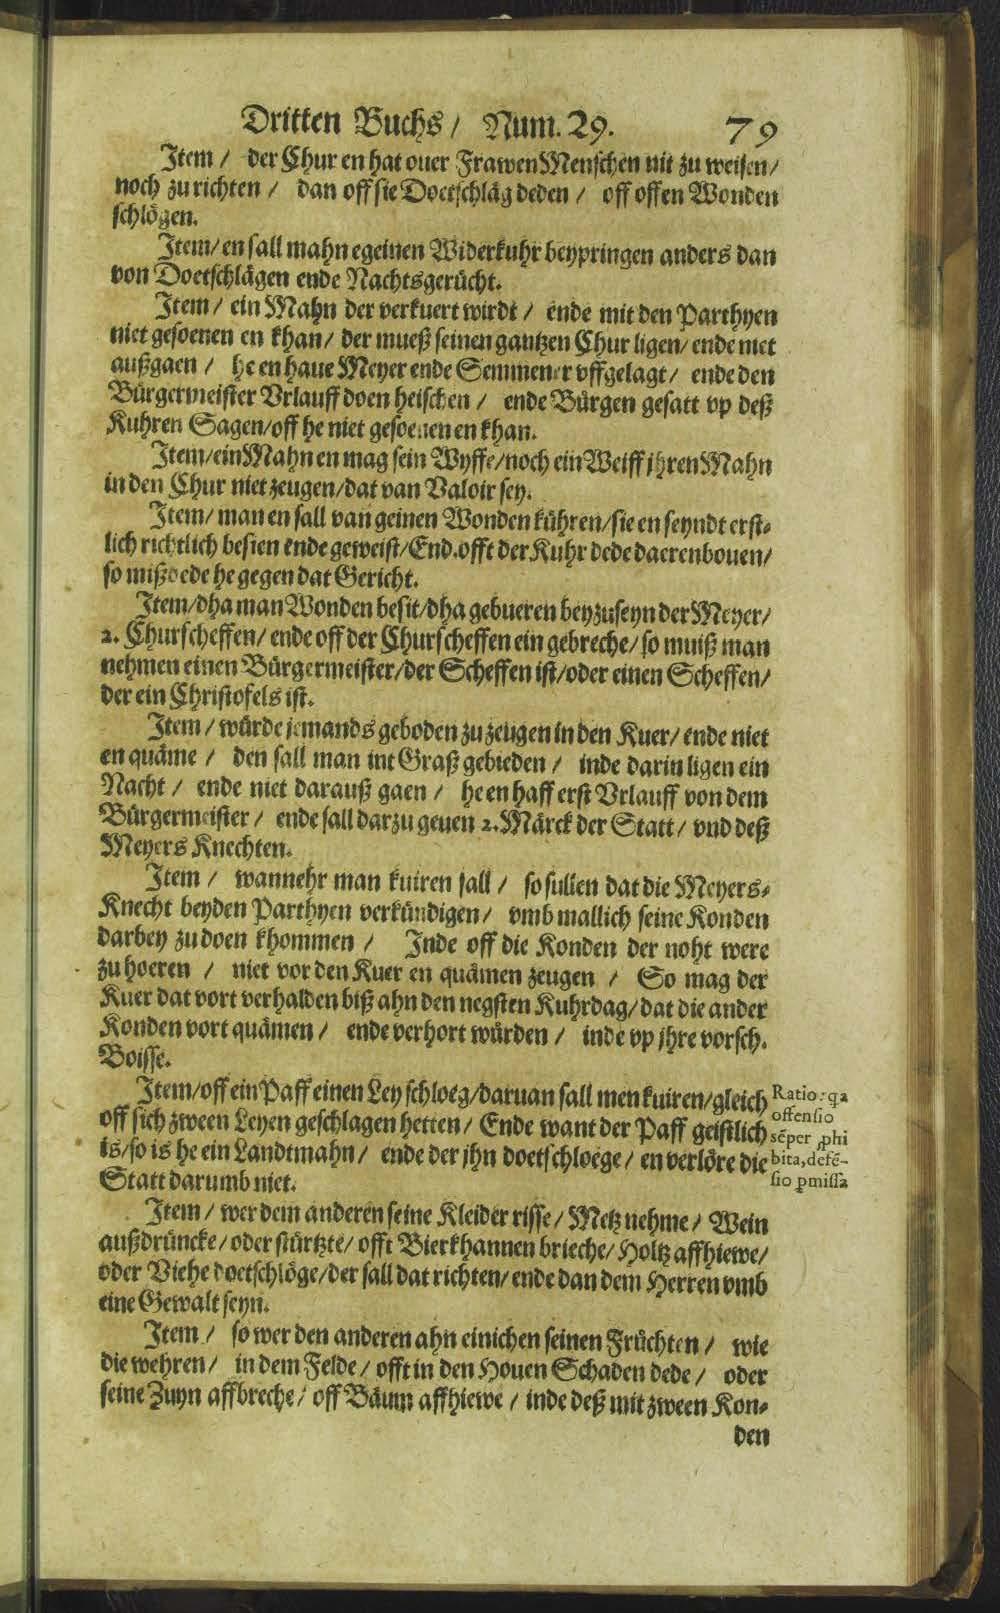 Dritten Buchs / Num. 29. 79
Item / der Chur en hat ouer Frawen Menschen nit zu weisen /
noch zu richten / dan off sie Doetschläg deden / off offen Wonden
schlögen.
Item / en sall mahn egeinen Widerkuhr beypringen anders dan
von Doetschlägen ende Nachtsgerücht.
Item / ein Mahn der verkuert wirdt / ende mit den Parthyen
niet gesoenen en khan / der mueß seinen gantzen Chur ligen / ende niet
außgaen / he en haue Meyer ende Semmener vffgelagt / ende den
Bürgermeister Vrlauff doen heischen / ende Bürgen gesatt vp deß
Kuhren Sagen / off he niet gesoenen en khan.
Item / ein Mahn en mag sein Wyffe / noch ein Weiff jhren Mahn
in den Chur niet zeugen / dat van Valoir sey.
Item / man en sall van geinen Wonden kühren / sie en seyndt erst-
lich richtlich besien ende geweist / End. offt der Kuhr dede daerenbouen /
so mißdede he gegen dat Gericht.
Item / dha man Wonden besit / dha gebueren bey zu seyn der Meyer /
2. Churscheffen / ende off der Churscheffen ein gebreche / so muiß man
nehmen einen Bürgermeister / der Scheffen ist / oder einen Scheffen /
der ein Christofels ist.
Item / würde jemands geboden zu zeugen in den Kuer / ende niet
en quäme / den sall man int Graß gebieden / inde darin ligen ein
Nacht / ende niet darauß gaen / he en haff erst Vrlauff von dem
Bürgermeister / ende sall darzu geuen 2. Märck der Statt / vnd deß
Meyers Knechten.
Item / wannehr man kuiren sall / so sullen dat die Meyers-
Knecht beyden Parthyen verkündigen / vmb mallich seine Konden
darbey zu doen khommen / Inde off die Konden der noht were
zu hoeren / niet vor den Kuer en quämen zeugen / So mag der
Kuer dat vort verhalden biß ahn den negsten Kuhrdag / dat die ander
Konden vort quämen / ende verhort würden / inde vp jhre vorsch.
Boisse.
Item / off ein Paff einen Ley schloeg / daruan sall men kuiren / gleich
off sich zween Leyen geschlagen hetten / Ende want der Paff geistlich
is / so is he ein Landtmahn / ende der jhn doetschloege / en verlöre die
Statt darumb niet.
Ratio: qa
offensio
sẽper ꝓhi
bita, defẽ-
sio ꝑmissa
Item / wer dem anderen seine Kleider risse / Metz nehme / Wein
außdrüncke / oder stürtzte / offt Bierkhannen brieche / Holtz affhiewe /
oder Viehe doetschlöge / der sall dat richten / ende dan dem Herren vmb
eine Gewalt seyn.
Item / so wer den anderen ahn einichen seinen Früchten / wie
die wehren / in dem Felde / offt in den Houen Schaden dede / oder
seine Zuyn affbreche / off Bäum affhiewe / inde deß mit zween Kon-
den